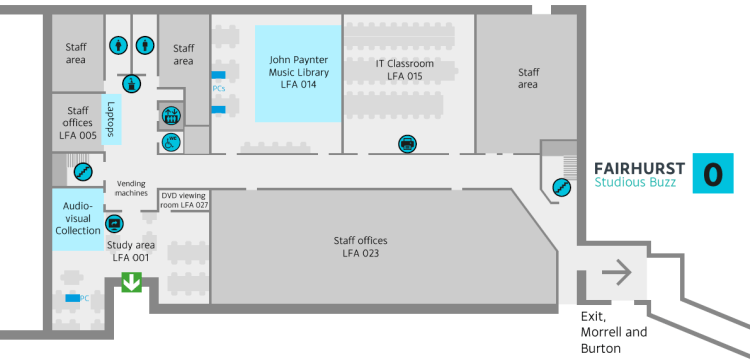 Staff
area
Staff
area
John Paynter
Music Library
LFA 014
IT Classroom
LFA 015
Staff
area
PCs
Laptops
Staff
offices
LFA 005
WC
FAIRHURST
Studious Buzz
0
Vending
machines
DVD viewing
room LFA 027
Audio-
visual
Collection
Study area
LFA 001
Staff offices
LFA 023
PC
Exit,
Morrell and
Burton